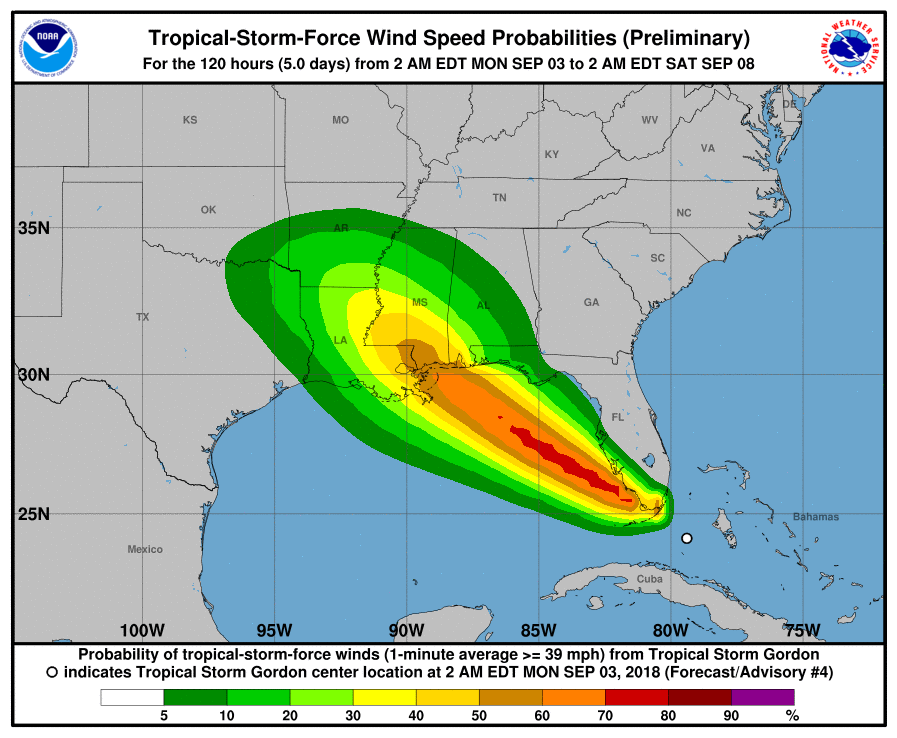 NOAA
Tropical-Storm-Force Wind Speed Probabilities (Preliminary)
For the 120 hours (5.0 days) from 2 AM EDT MON SEP 03 to 2 AM EDT SAT SEP 08
NATIONAL WEATHER SERVICE
KS
MO
WV
DE
KY
VA
TN
OK
NC
35N
AR
SC
MS
AL
GA
TX
LA
30N
FL
25N
Bahamas
Mexico
Cuba
100W 95W 90W 85W 80W 75W
Probability of tropical-storm-force winds (1-minute average >= 39 mph) from Tropical Storm Gordon
indicates Tropical Storm Gordon center location at 2 AM EDT MON SEP 03, 2018 (Forecast/Advisory #4)
5 10 20 30 40 50 60 70 80 90 %